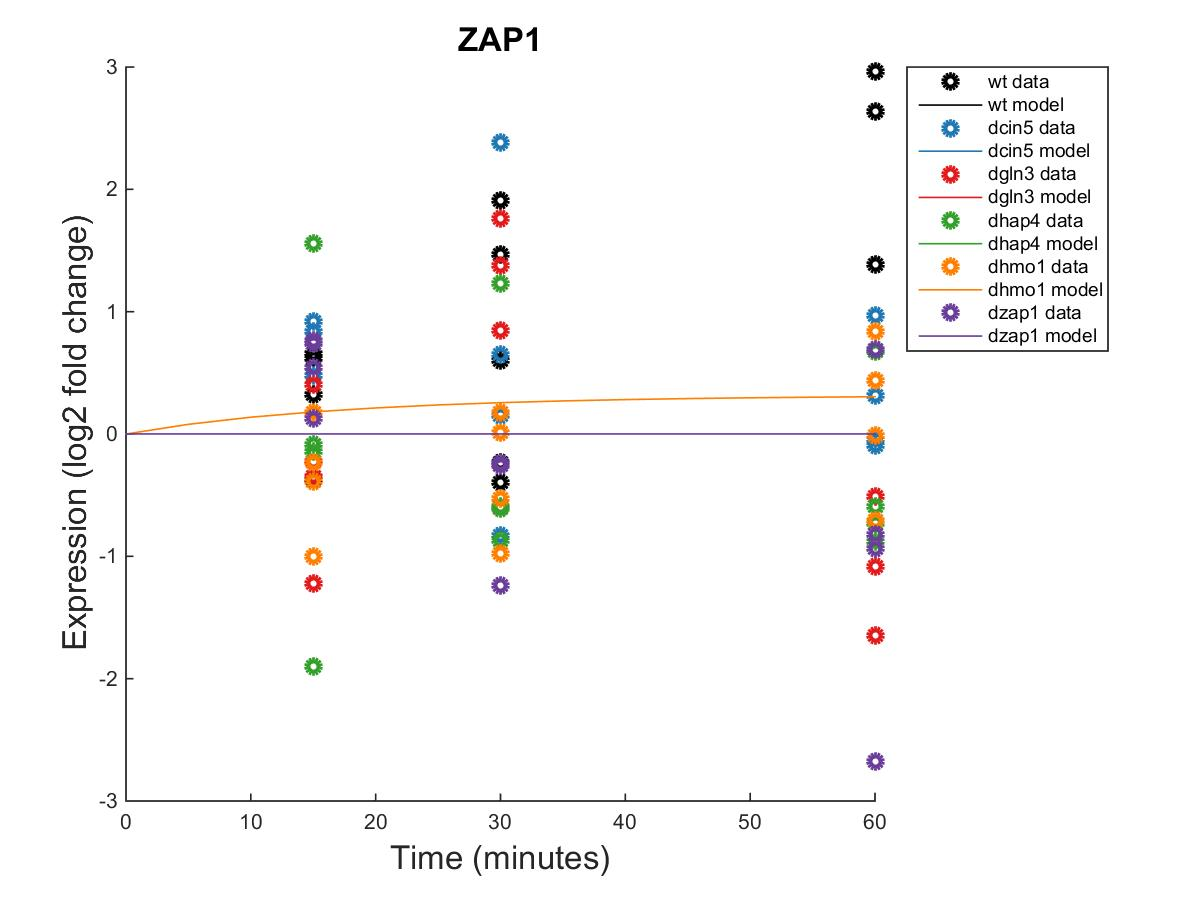 ZAP1
3
2
1
0
-1
-2
-3
Expression (log2 fold change)
0 10 20 30 40 50 60
Time (minutes)
wt data
wt model
dcin5 data
dcin5 model
dgln3 data
dgln3 model
dhap4 data
dhap4 model
dhmo1 data
dhmo1 model
dzap1 data
dzap1 model